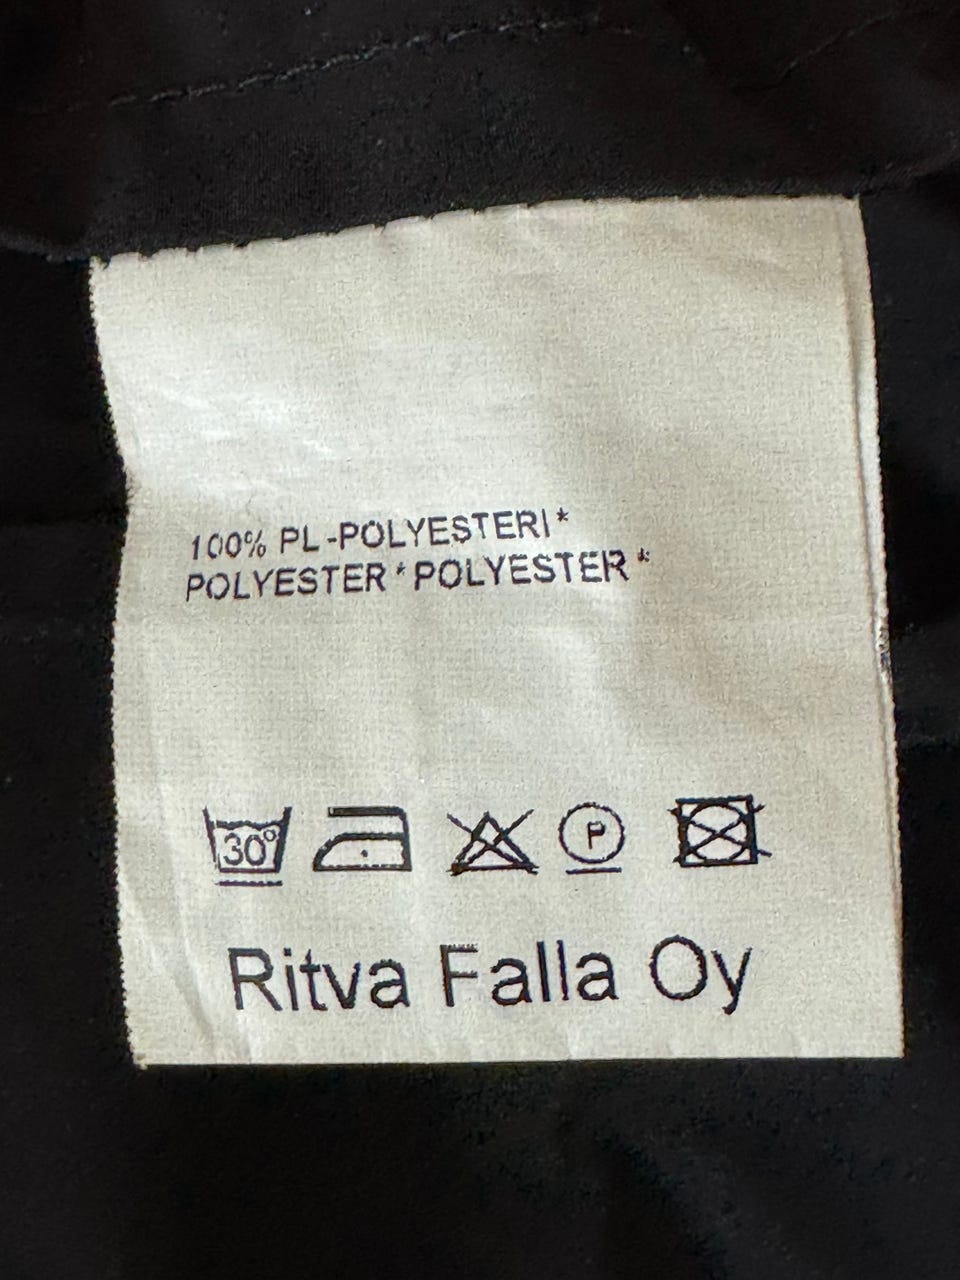 100% PL-POLYESTERI*
POLYESTER*POLYESTER*
30°
P
Ritva Falla Oy